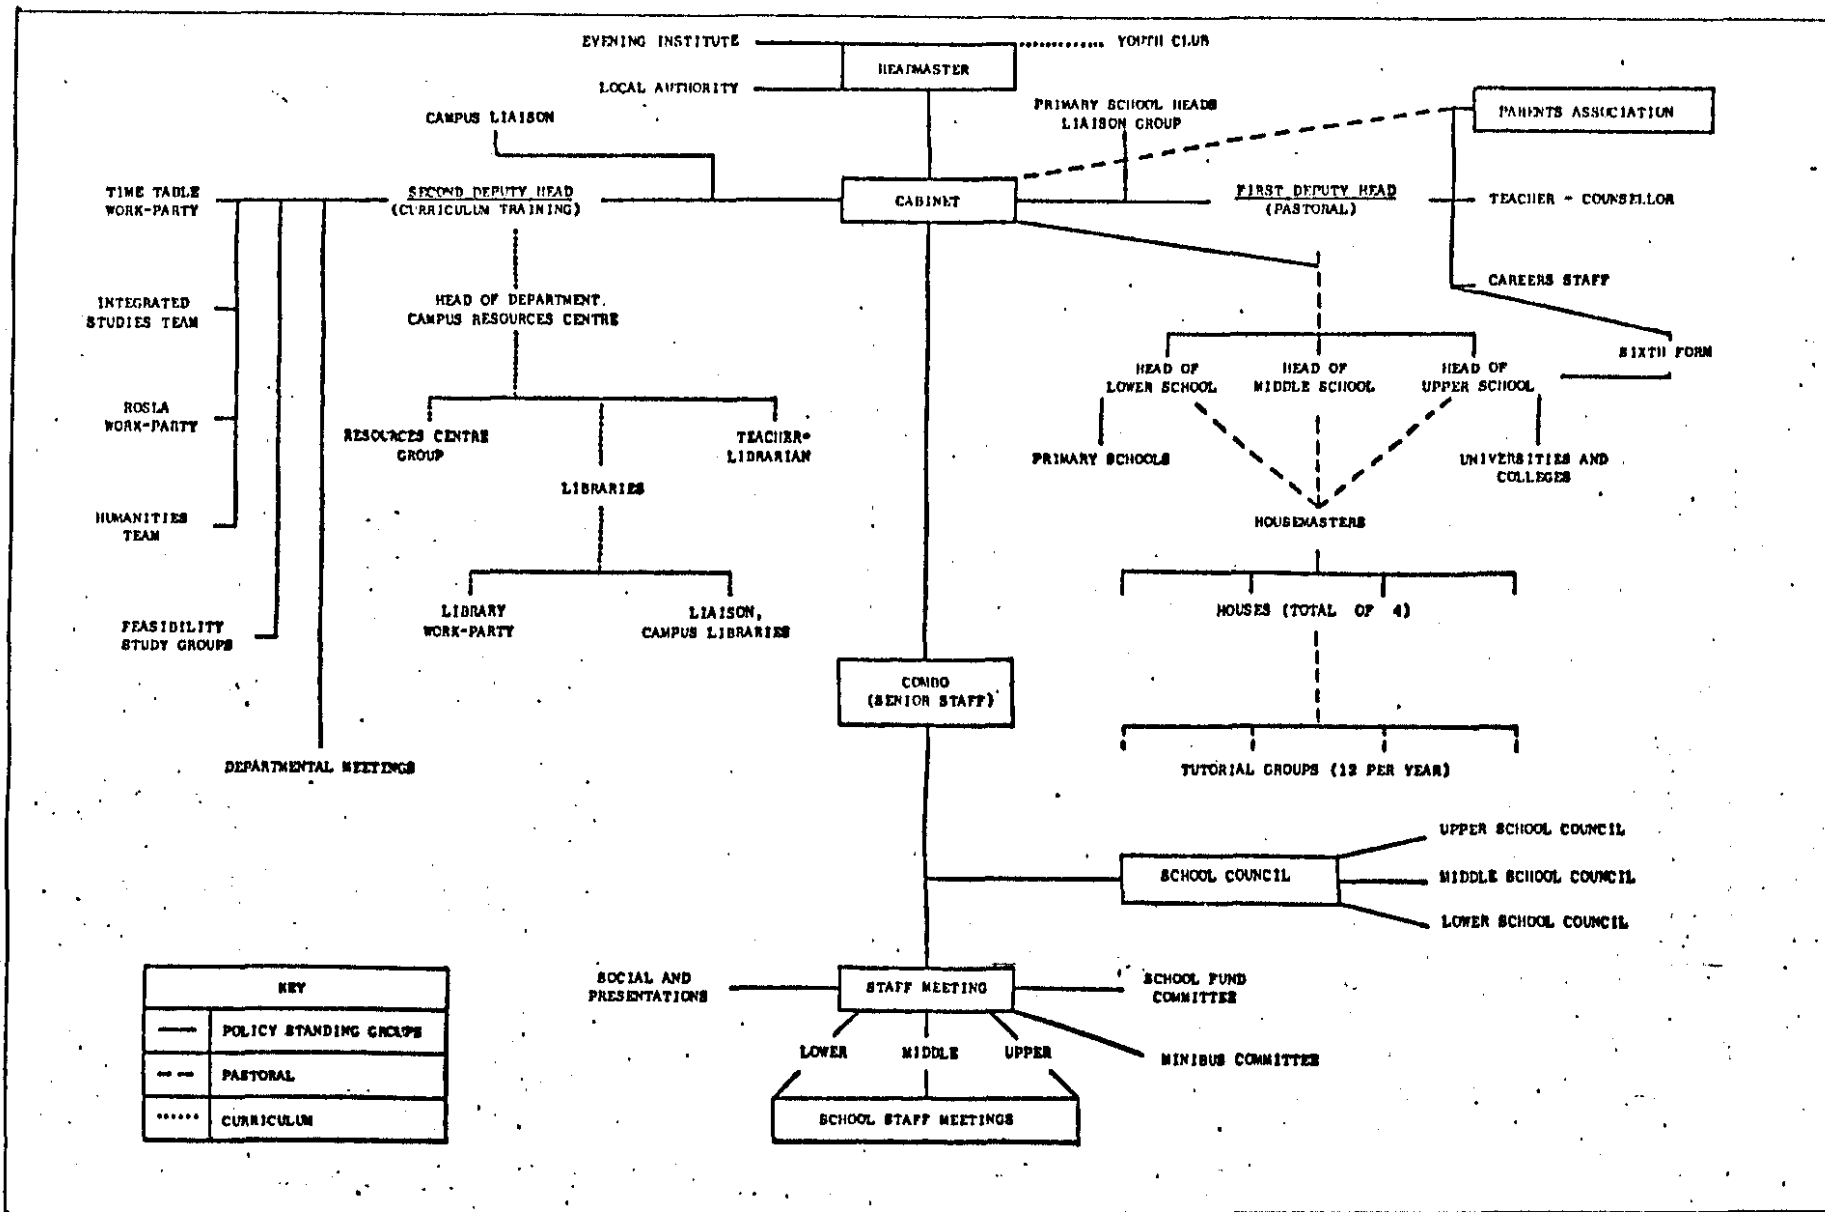 EVENING INSTITUTE
YOUTH CLUB
HEADMASTER
LOCAL AUTHORITY
CAMPUS LIAISON
PRIMARY SCHOOL HEADS
LIAISON GROUP
PARENTS ASSOCIATION
TIME TABLE
WORK-PARTY
SECOND DEPUTY HEAD
(CURRICULUM TRAINING)
CABINET
FIRST DEPUTY HEAD
(PASTORAL)
TEACHER - COUNSELLOR
CAREERS STAFF
INTEGRATED
STUDIES TEAM
HEAD OF DEPARTMENT.
CAMPUS RESOURCES CENTRE
SIXTH FORM
HEAD OF
LOWER SCHOOL
HEAD OF
MIDDLE SCHOOL
HEAD OF
UPPER SCHOOL
ROSLA
WORK-PARTY
RESOURCES CENTRE
GROUP
TEACHER-
LIBRARIAN
PRIMARY SCHOOLS
UNIVERSITIES AND
COLLEGES
LIBRARIES
HUMANITIES
TEAM
HOUSEMASTERS
LIBRARY
WORK-PARTY
LIAISON,
CAMPUS LIBRARIES
HOUSES (TOTAL OF 4)
FEASIBILITY
STUDY GROUPS
COMBO
(SENIOR STAFF)
DEPARTMENTAL MEETINGS
TUTORIAL GROUPS (12 PER YEAR)
UPPER SCHOOL COUNCIL
SCHOOL COUNCIL
MIDDLE SCHOOL COUNCIL
LOWER SCHOOL COUNCIL
SOCIAL AND
PRESENTATIONS
STAFF MEETING
SCHOOL FUND
COMMITTEE
LOWER
MIDDLE
UPPER
MINIBUS COMMITTEE
SCHOOL STAFF MEETINGS
KEY
POLICY STANDING GROUPS
PASTORAL
CURRICULUM